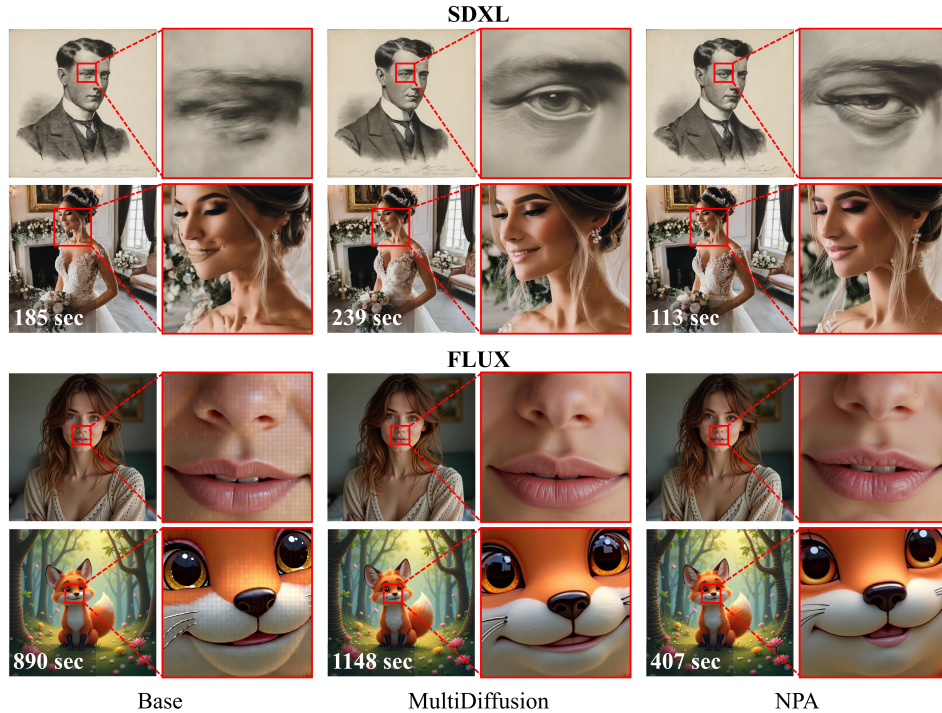 SDXL
185 sec
239 sec
113 sec
FLUX
890 sec
1148 sec
407 sec
Base
MultiDiffusion
NPA